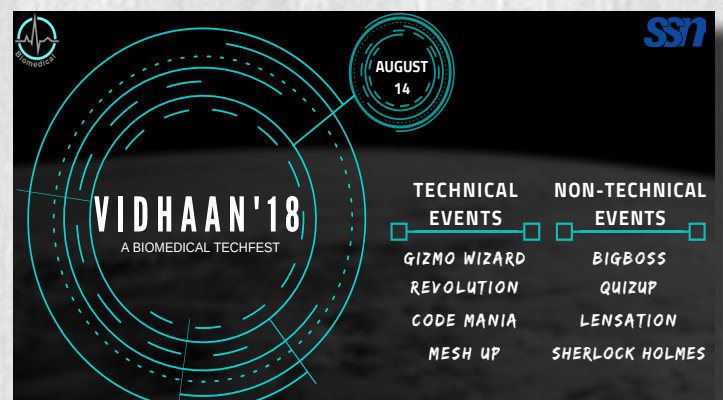 Biomedical
SSN
AUGUST
14
VIDHAAN'18
A BIOMEDICAL TECHFEST
TECHNICAL
EVENTS
GIZMO WIZARD
REVOLUTION
CODE MANIA
MESH UP
NON-TECHNICAL
EVENTS
BIGBOSS
QUIZUP
LENSATION
SHERLOCK HOLMES